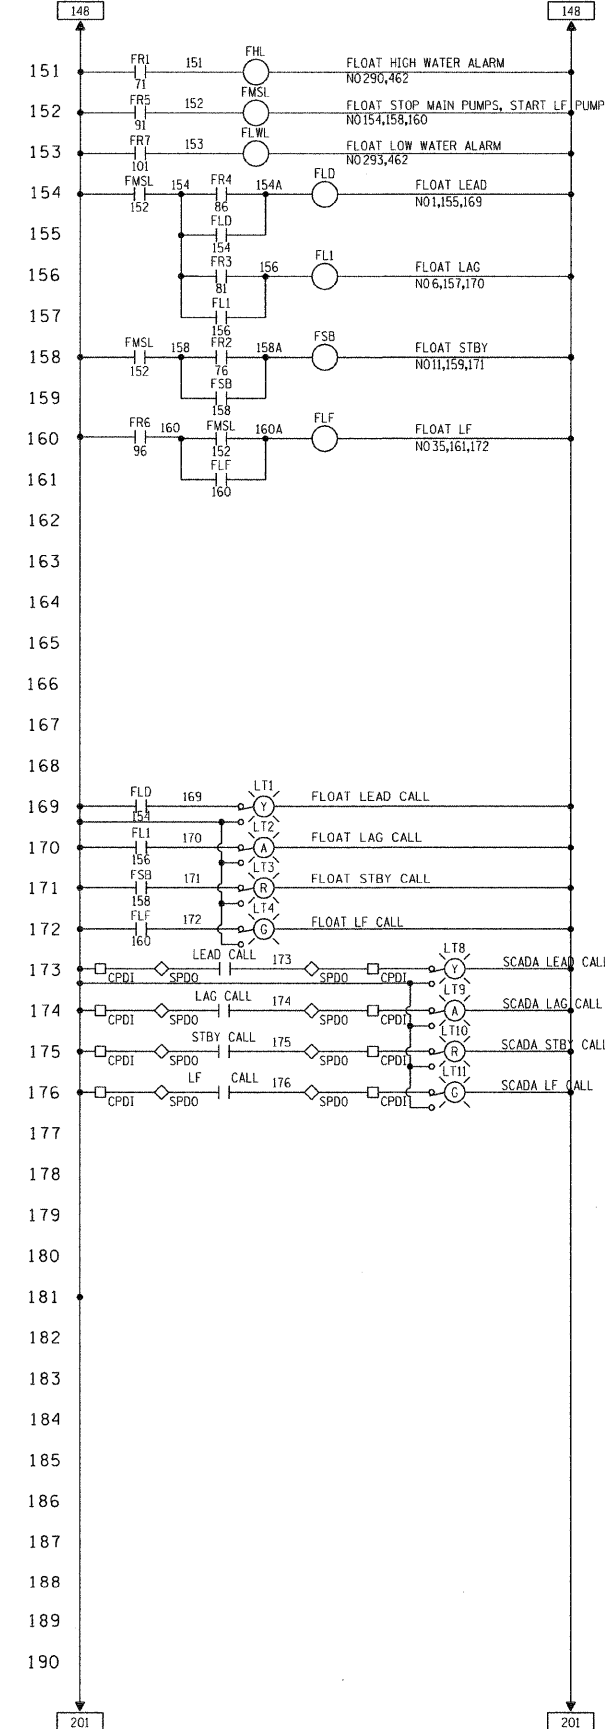 148 148
151 FR1 71 151 FHL FLOAT HIGH WATER ALARM
NO290,462
152 FR5 91 152 FMSL FLOAT STOP MAIN PUMPS, START LF PUMP
NO154,158,160
153 FR7 101 153 FLWL FLOAT LOW WATER ALARM
NO293,462
154 FMSL 152 154 FR4 86 154A FLD FLOAT LEAD
NO1,155,169
155 FLD 154
156 FR3 81 156 FL1 FLOAT LAG
NO6,157,170
157 FL1 156
158 FMSL 152 158 FR2 76 158A FSB FLOAT STBY
NO11,159,171
159 FSB 158
160 FR6 96 160 FMSL 152 160A FLF FLOAT LF
NO35,161,172
161 FLF 160
162
163
164
165
166
167
168
169 FLD 154 169 LT1 Y FLOAT LEAD CALL
170 FL1 156 170 LT2 A FLOAT LAG CALL
171 FSB 158 171 LT3 R FLOAT STBY CALL
172 FLF 160 172 LT4 G FLOAT LF CALL
173 CPDI SPDO LEAD CALL 173 SPDO CPDI LT8 Y SCADA LEAD CALL
174 CPDI SPDO LAG CALL 174 SPDO CPDI LT9 A SCADA LAG CALL
175 CPDI SPDO STBY CALL 175 SPDO CPDI LT10 R SCADA STBY CALL
176 CPDI SPDO LF CALL 176 SPDO CPDI LT11 G SCADA LF CALL
177
178
179
180
181
182
183
184
185
186
187
188
189
190
201 201